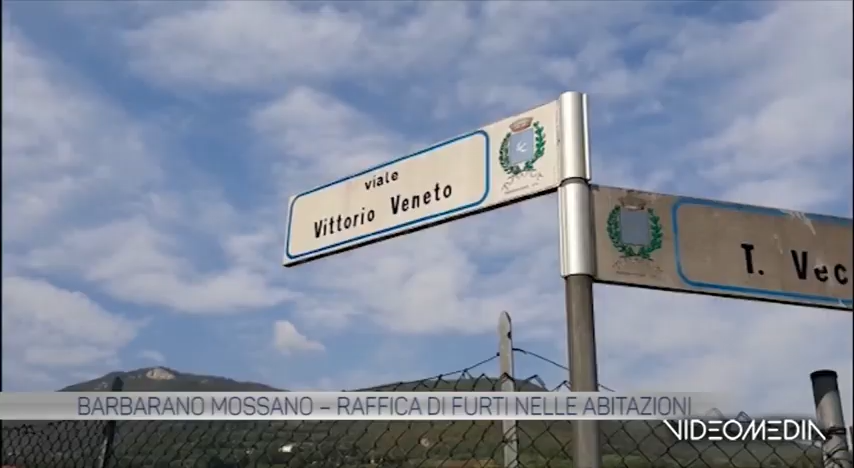 viale
Vittorio Veneto
T. Vec
BARBARANO MOSSANO – RAFFICA DI FURTI NELLE ABITAZIONI
VIDEOMEDIA